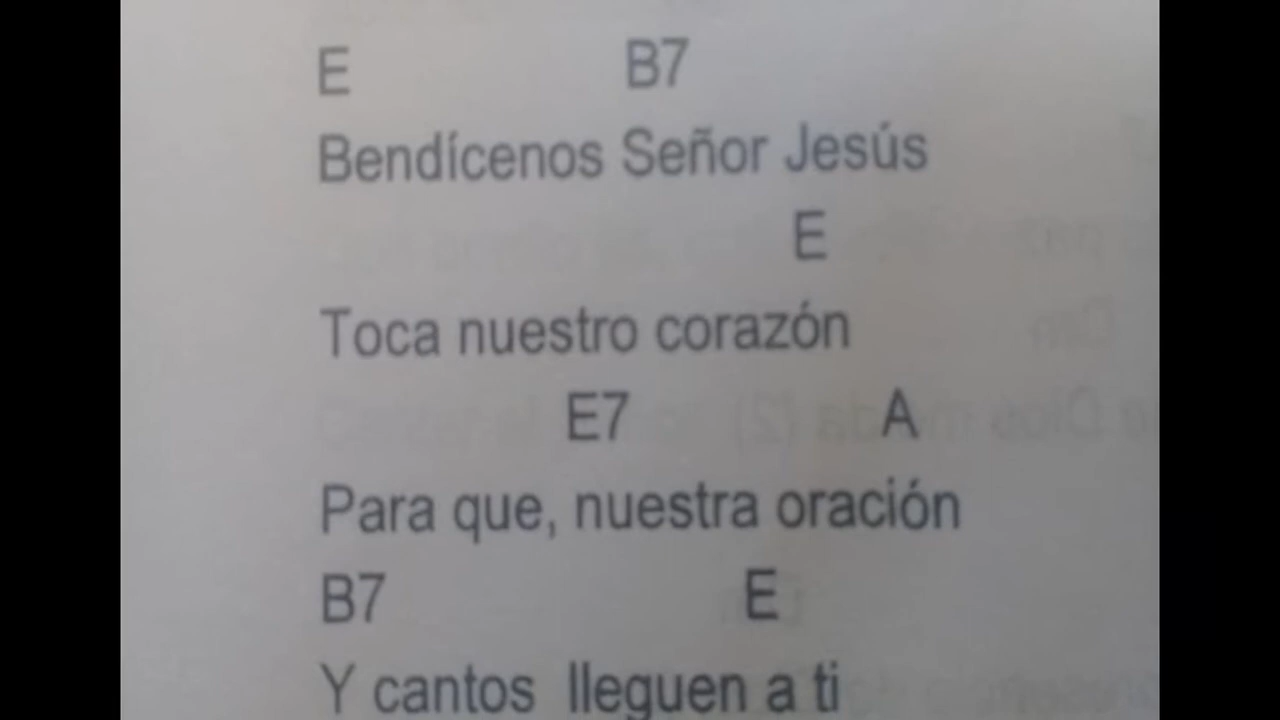 E B7
Bendícenos Señor Jesús
E
Toca nuestro corazón
E7 A
Para que, nuestra oración
B7 E
Y cantos lleguen a ti